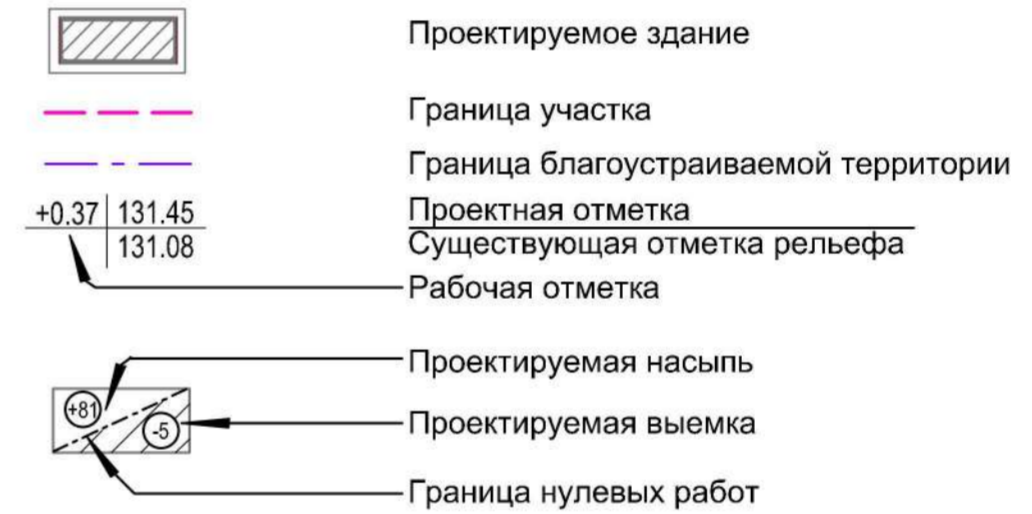 Проектируемое здание
Граница участка
Граница благоустраиваемой территории
+0.37 131.45 Проектная отметка
131.08 Существующая отметка рельефа
Рабочая отметка
Проектируемая насыпь
+81
-5 Проектируемая выемка
Граница нулевых работ